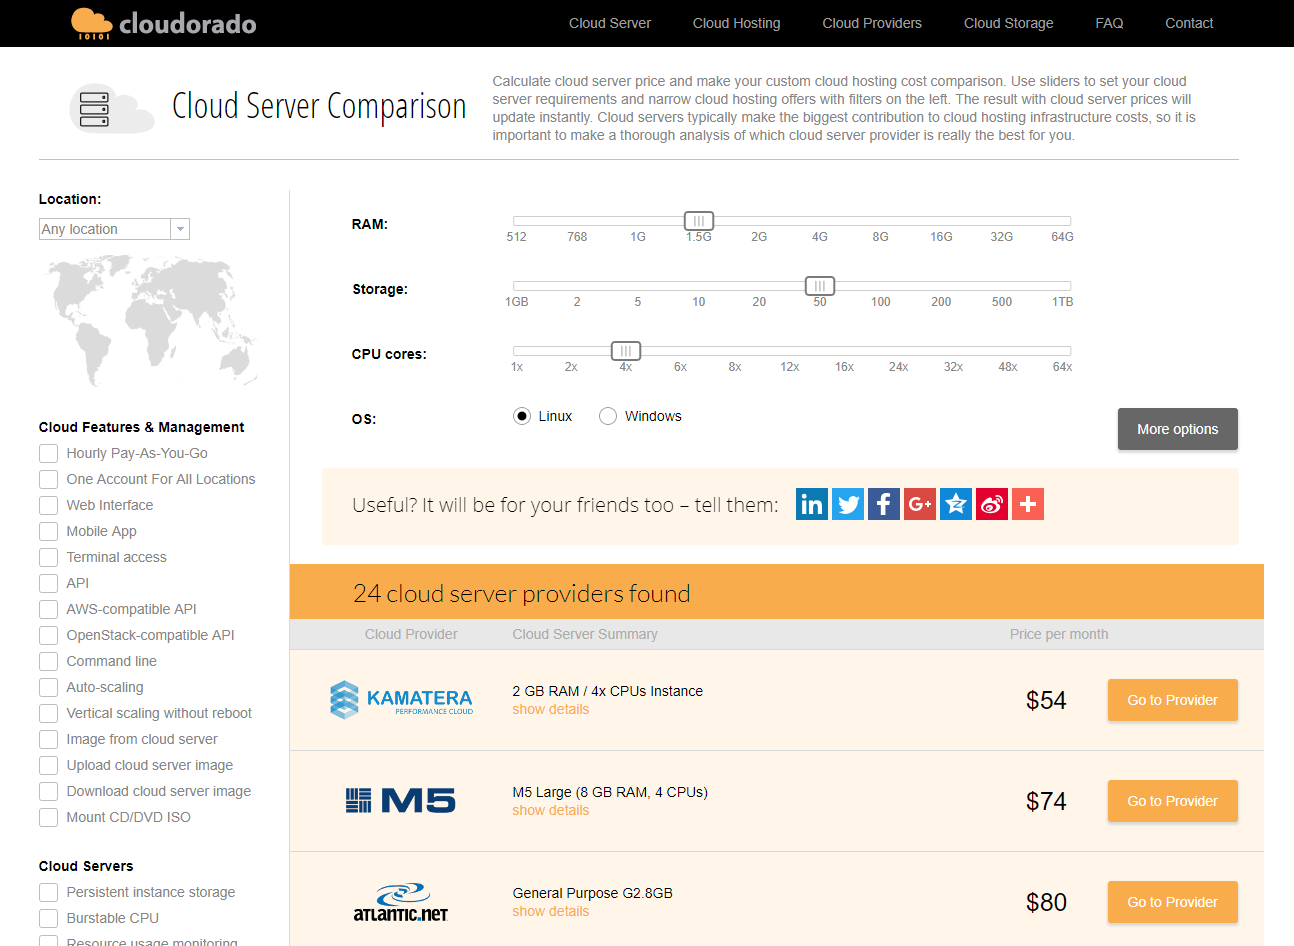 cloudorado
Cloud Server
Cloud Hosting
Cloud Providers
Cloud Storage
FAQ
Contact
Cloud Server Comparison
Calculate cloud server price and make your custom cloud hosting cost comparison. Use sliders to set your cloud
server requirements and narrow cloud hosting offers with filters on the left. The result with cloud server prices will
update instantly. Cloud servers typically make the biggest contribution to cloud hosting infrastructure costs, so it is
important to make a thorough analysis of which cloud server provider is really the best for you.
Location:
Any location
Cloud Features & Management
Hourly Pay-As-You-Go
One Account For All Locations
Web Interface
Mobile App
Terminal access
API
AWS-compatible API
OpenStack-compatible API
Command line
Auto-scaling
Vertical scaling without reboot
Image from cloud server
Upload cloud server image
Download cloud server image
Mount CD/DVD ISO
Cloud Servers
Persistent instance storage
Burstable CPU
Resource usage monitoring
RAM:
512 768 1G 1.5G 2G 4G 8G 16G 32G 64G
Storage:
1GB 2 5 10 20 50 100 200 500 1TB
CPU cores:
1x 2x 4x 6x 8x 12x 16x 24x 32x 48x 64x
OS:
Linux
Windows
More options
Useful? It will be for your friends too – tell them:
24 cloud server providers found
Cloud Provider Cloud Server Summary Price per month
KAMATERA
PERFORMANCE CLOUD
2 GB RAM / 4x CPUs Instance
show details
$54
Go to Provider
M5
M5 Large (8 GB RAM, 4 CPUs)
show details
$74
Go to Provider
ATLANTIC.NET
General Purpose G2.8GB
show details
$80
Go to Provider